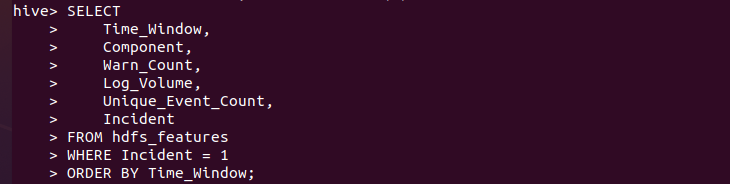 hive> SELECT
    >     Time_Window,
    >     Component,
    >     Warn_Count,
    >     Log_Volume,
    >     Unique_Event_Count,
    >     Incident
    > FROM hdfs_features
    > WHERE Incident = 1
    > ORDER BY Time_Window;